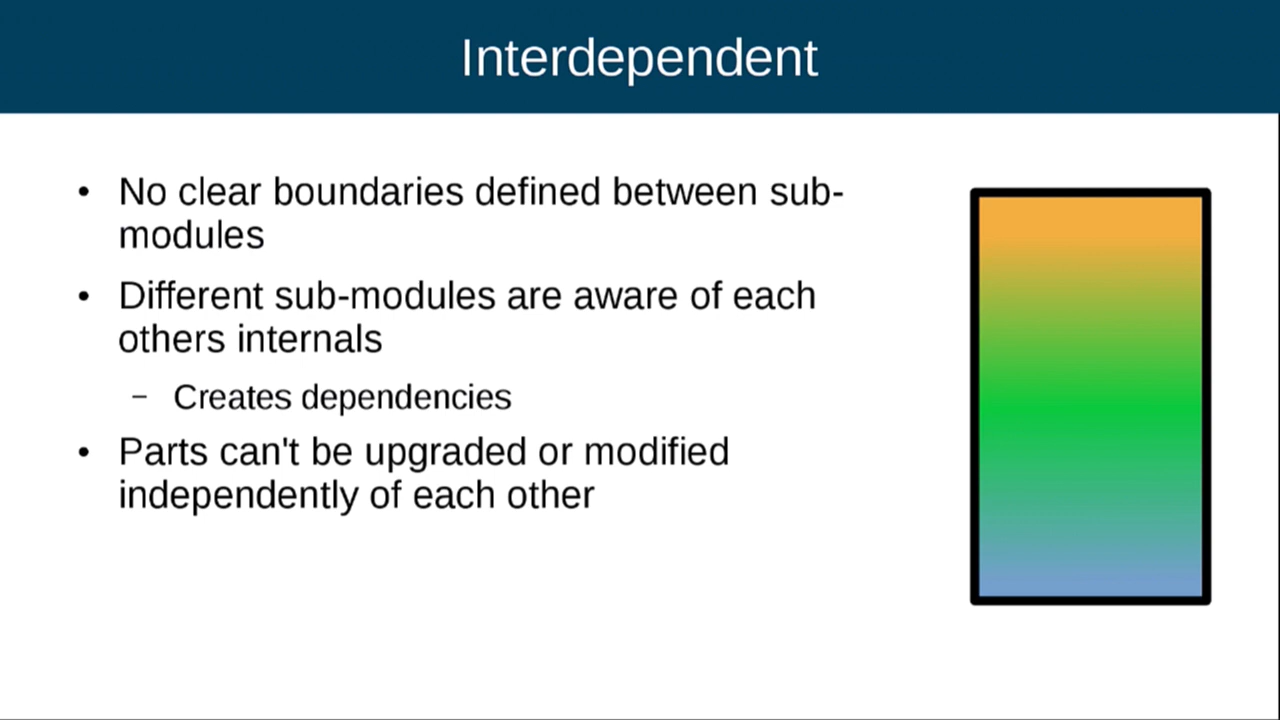 Interdependent
• No clear boundaries defined between sub-
modules
• Different sub-modules are aware of each
others internals
– Creates dependencies
• Parts can't be upgraded or modified
independently of each other